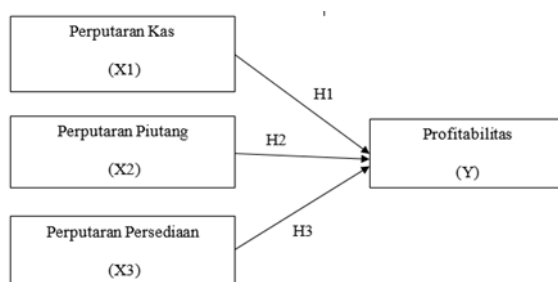 Perputaran Kas
(X1)
H1
Perputaran Piutang
(X2)
H2
Profitabilitas
(Y)
Perputaran Persediaan
(X3)
H3